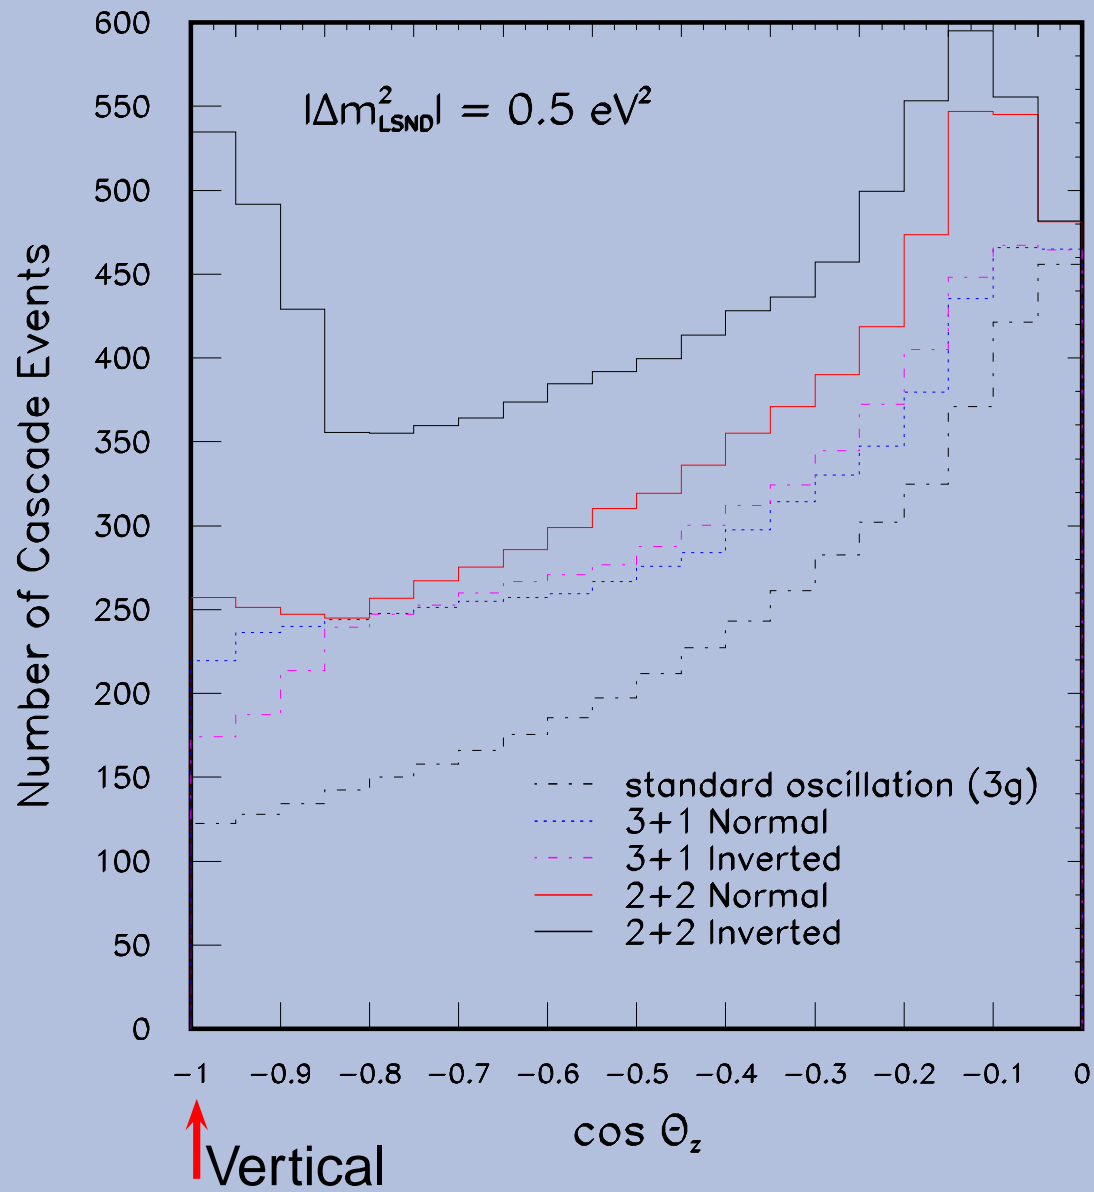 600
550
500
450
400
350
300
250
200
150
100
50
0
Number of Cascade Events
|Δm²LSND| = 0.5 eV²
standard oscillation (3g)
3+1 Normal
3+1 Inverted
2+2 Normal
2+2 Inverted
−1 −0.9 −0.8 −0.7 −0.6 −0.5 −0.4 −0.3 −0.2 −0.1 0
cos Θz
Vertical